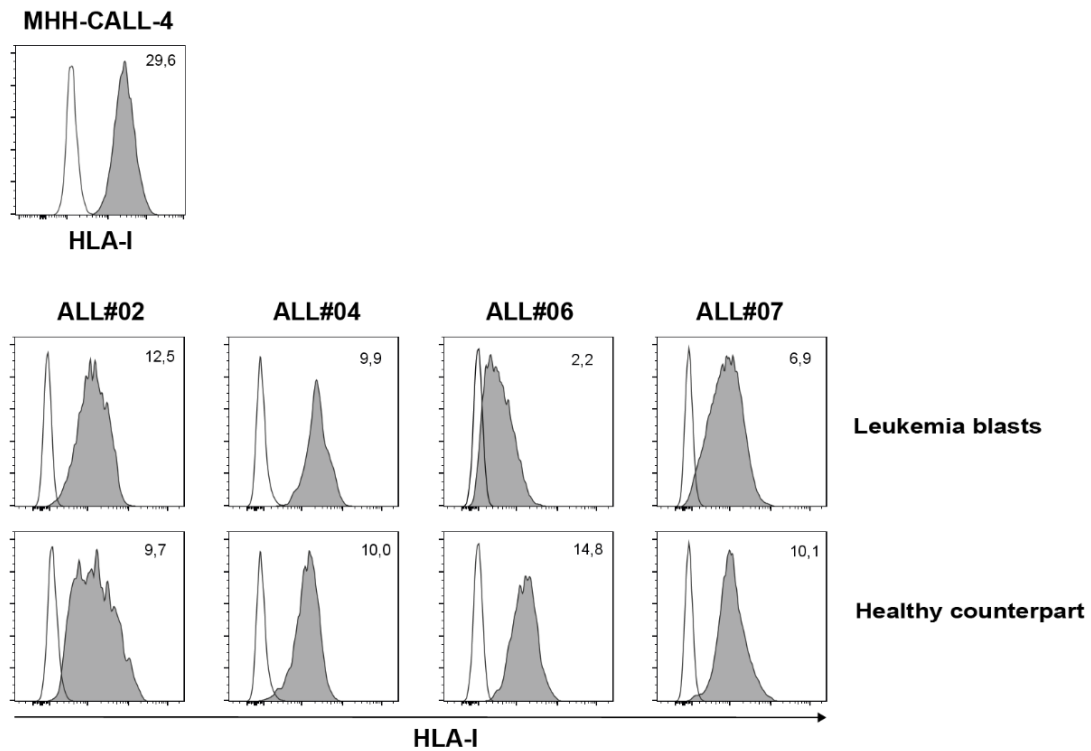 MHH-CALL-4
29,6
HLA-I
ALL#02 ALL#04 ALL#06 ALL#07
12,5 9,9 2,2 6,9
Leukemia blasts
9,7 10,0 14,8 10,1
Healthy counterpart
HLA-I